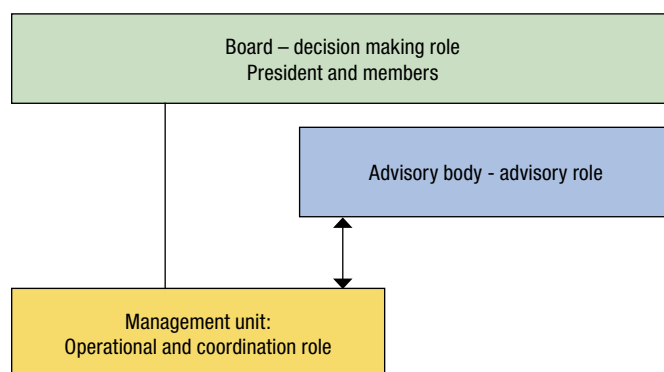 Board – decision making role
President and members
Advisory body - advisory role
Management unit:
Operational and coordination role